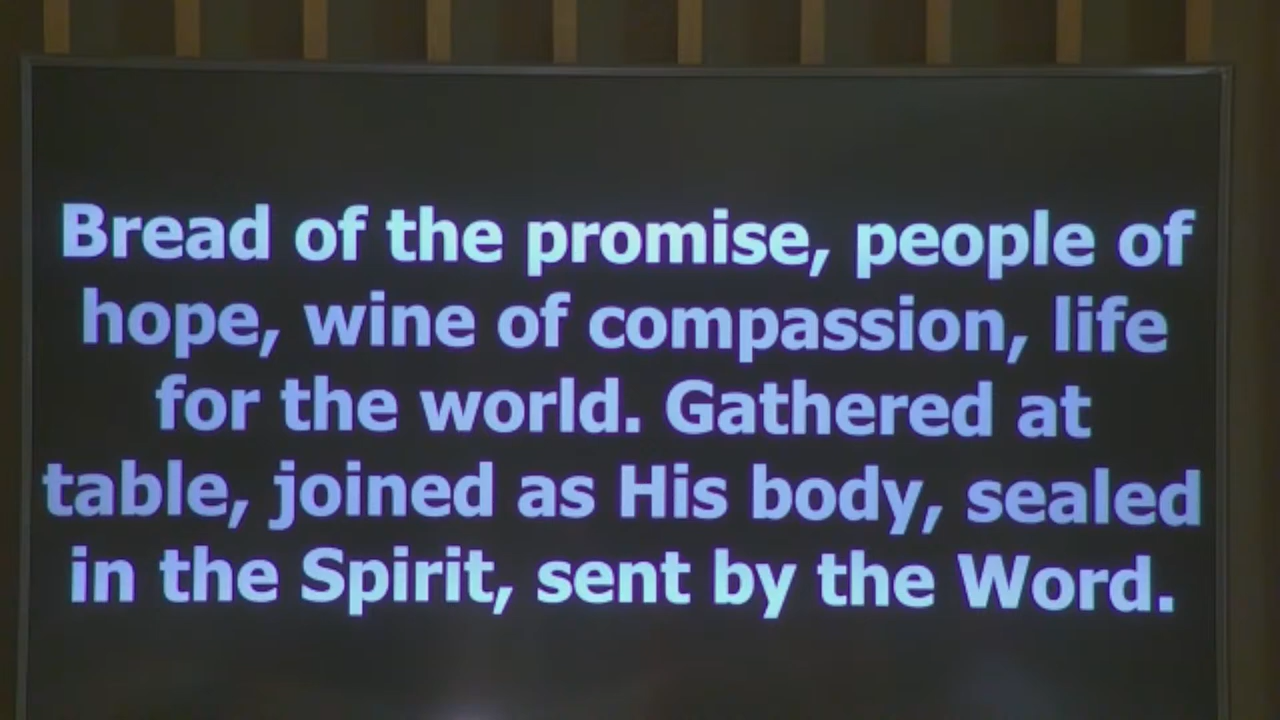 Bread of the promise, people of
hope, wine of compassion, life
for the world. Gathered at
table, joined as His body, sealed
in the Spirit, sent by the Word.